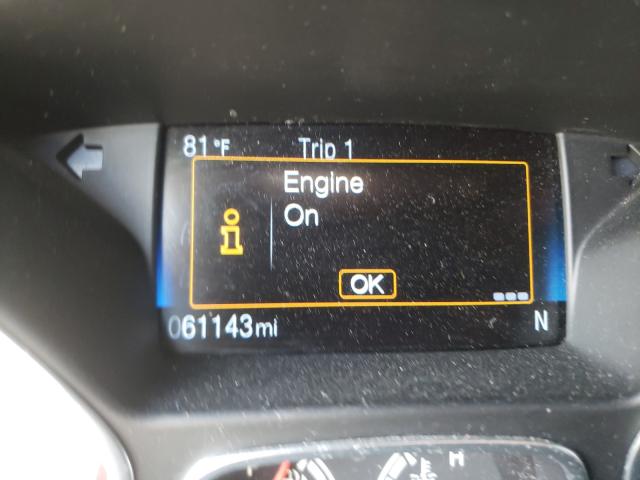 81°F Trip 1
Engine
On
i
OK
061143mi N
H